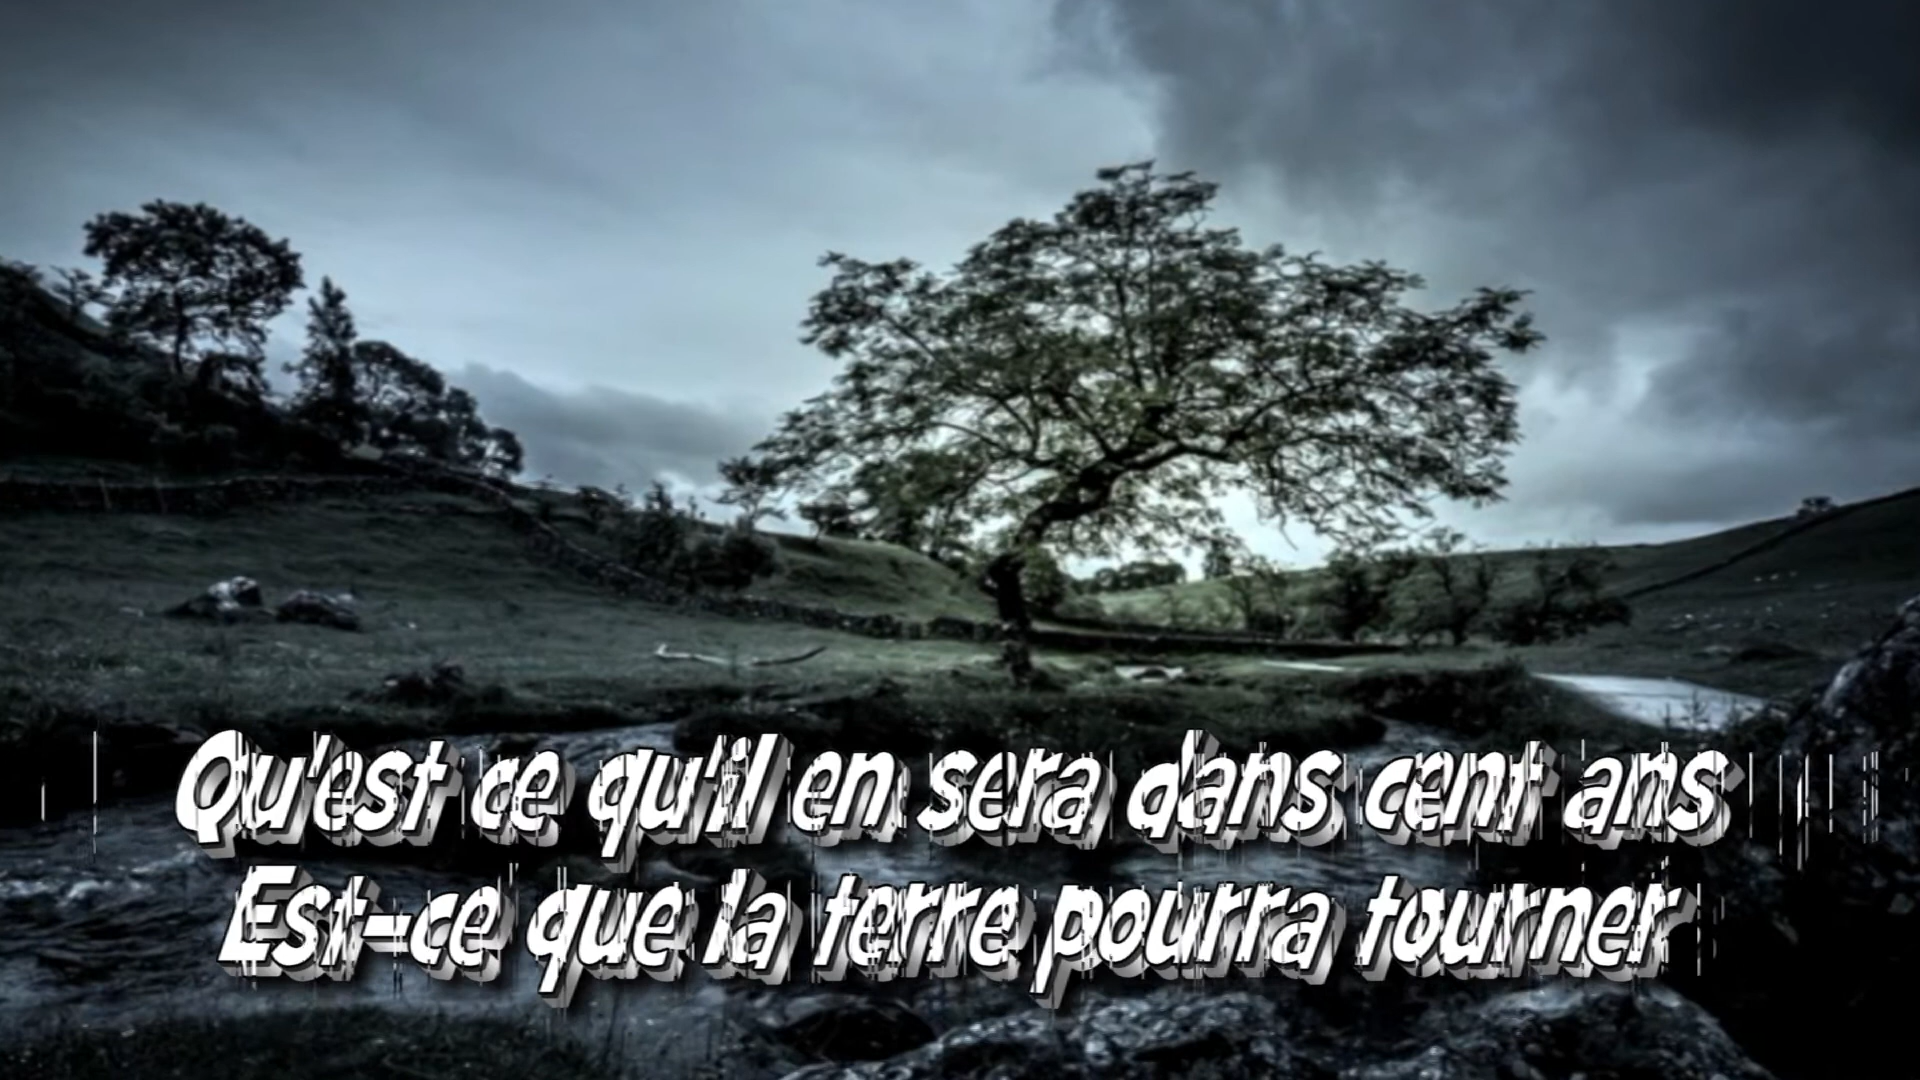 Qu'est ce qu'il en sera dans cent ans
Est-ce que la terre pourra tourner